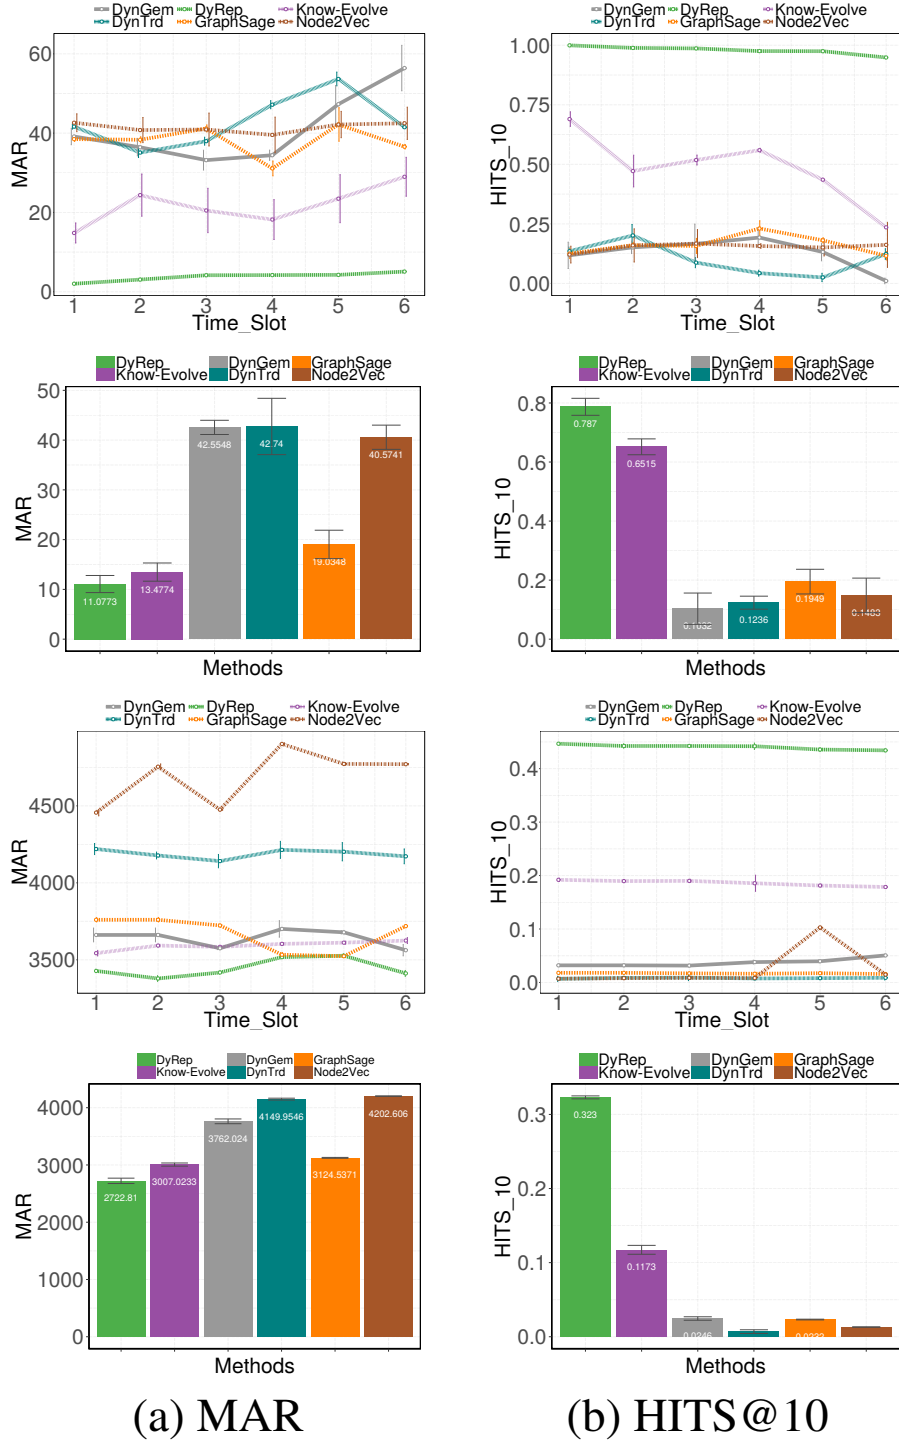 DynGem DyRep Know-Evolve
DynTrd GraphSage Node2Vec
60
40
20
0
MAR
1 2 3 4 5 6
Time_Slot
DynGem DyRep Know-Evolve
DynTrd GraphSage Node2Vec
1.00
0.75
0.50
0.25
0.00
HITS_10
1 2 3 4 5 6
Time_Slot
DyRep DynGem GraphSage
Know-Evolve DynTrd Node2Vec
50
40
30
20
10
0
MAR
11.0773
13.4774
42.5548
42.74
19.0348
40.5741
Methods
DyRep DynGem GraphSage
Know-Evolve DynTrd Node2Vec
0.8
0.6
0.4
0.2
0.0
HITS_10
0.787
0.6515
0.1032
0.1236
0.1949
0.1483
Methods
DynGem DyRep Know-Evolve
DynTrd GraphSage Node2Vec
4500
4000
3500
MAR
1 2 3 4 5 6
Time_Slot
DynGem DyRep Know-Evolve
DynTrd GraphSage Node2Vec
0.4
0.3
0.2
0.1
0.0
HITS_10
1 2 3 4 5 6
Time_Slot
DyRep DynGem GraphSage
Know-Evolve DynTrd Node2Vec
4000
3000
2000
1000
0
MAR
2722.81
3007.0233
3762.024
4149.9546
3124.5371
4202.606
Methods
DyRep DynGem GraphSage
Know-Evolve DynTrd Node2Vec
0.3
0.2
0.1
0.0
HITS_10
0.323
0.1173
0.0246
0.0232
Methods
(a) MAR
(b) HITS@10